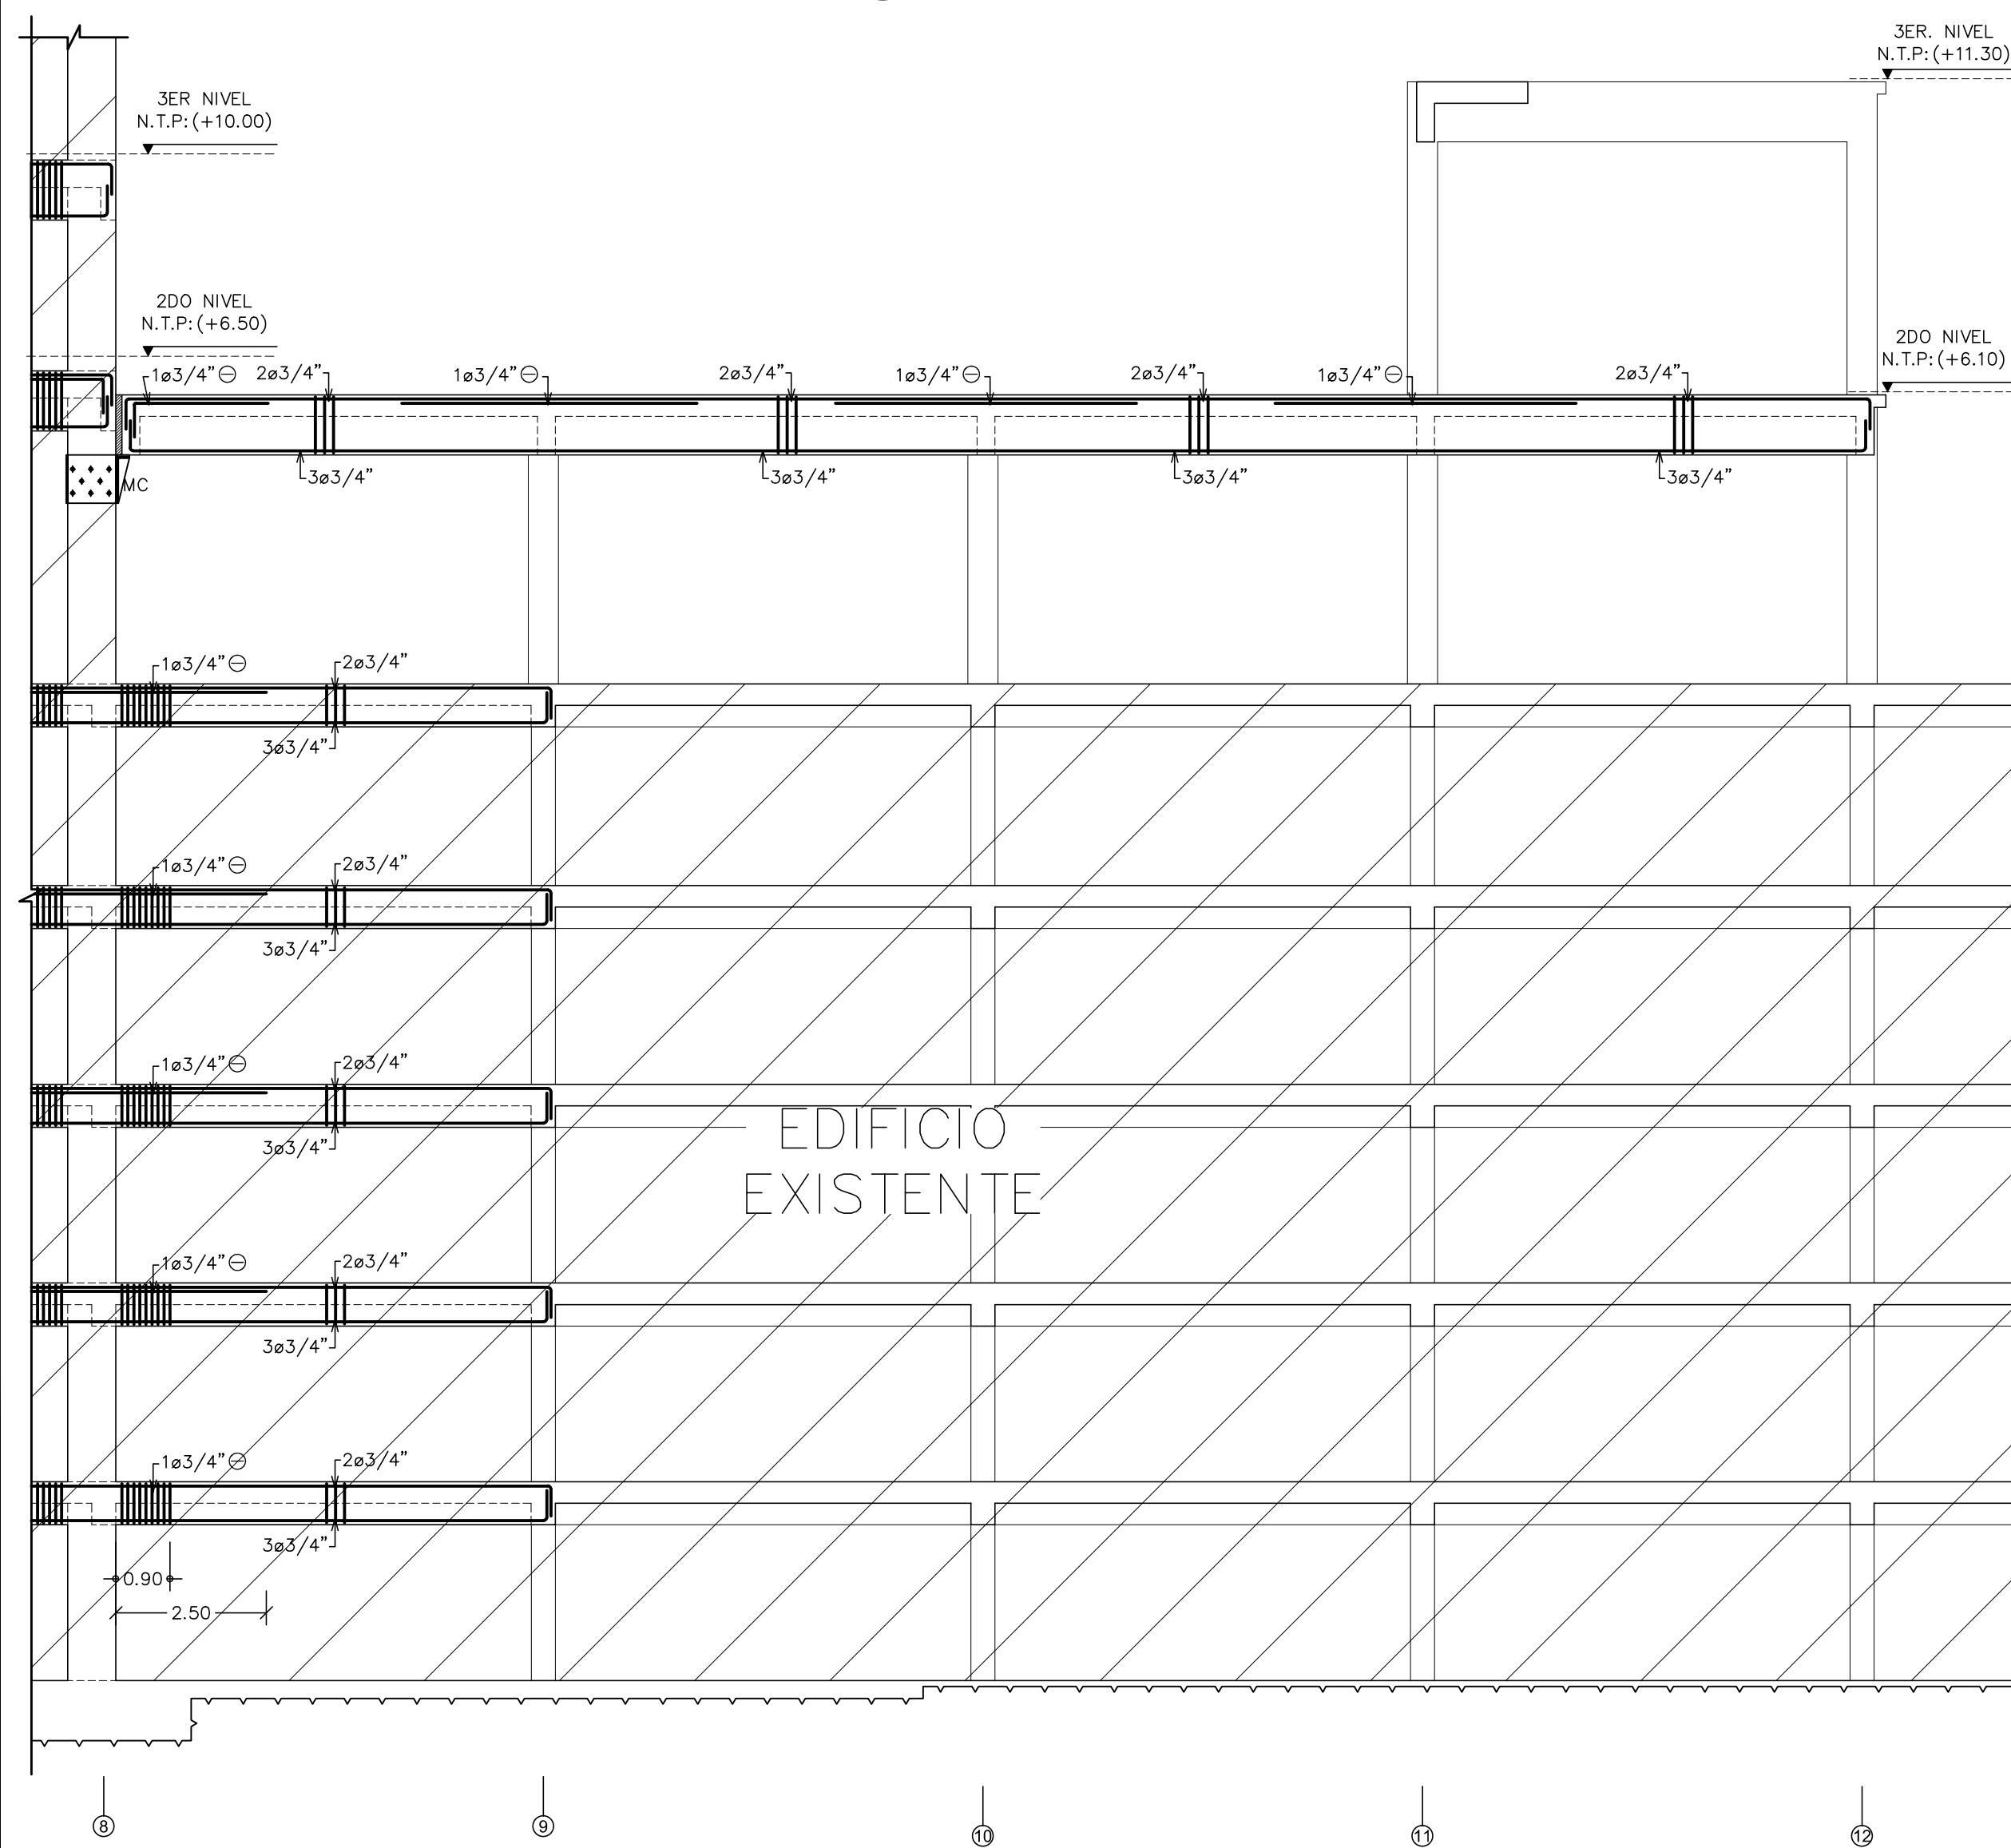 3ER. NIVEL
N.T.P:(+11.30)
3ER NIVEL
N.T.P:(+10.00)
2DO NIVEL
N.T.P:(+6.50)
2DO NIVEL
N.T.P:(+6.10)
1ø3/4"⊖ 2ø3/4" 1ø3/4"⊖ 2ø3/4" 1ø3/4"⊖ 2ø3/4" 1ø3/4"⊖ 2ø3/4"
3ø3/4" 3ø3/4" 3ø3/4" 3ø3/4"
MC
1ø3/4"⊖ 2ø3/4"
3ø3/4"
1ø3/4"⊖ 2ø3/4"
3ø3/4"
1ø3/4"⊖ 2ø3/4"
3ø3/4"
EDIFICIO
EXISTENTE
1ø3/4"⊖ 2ø3/4"
3ø3/4"
1ø3/4"⊖ 2ø3/4"
3ø3/4"
0.90
2.50
8 9 10 11 12